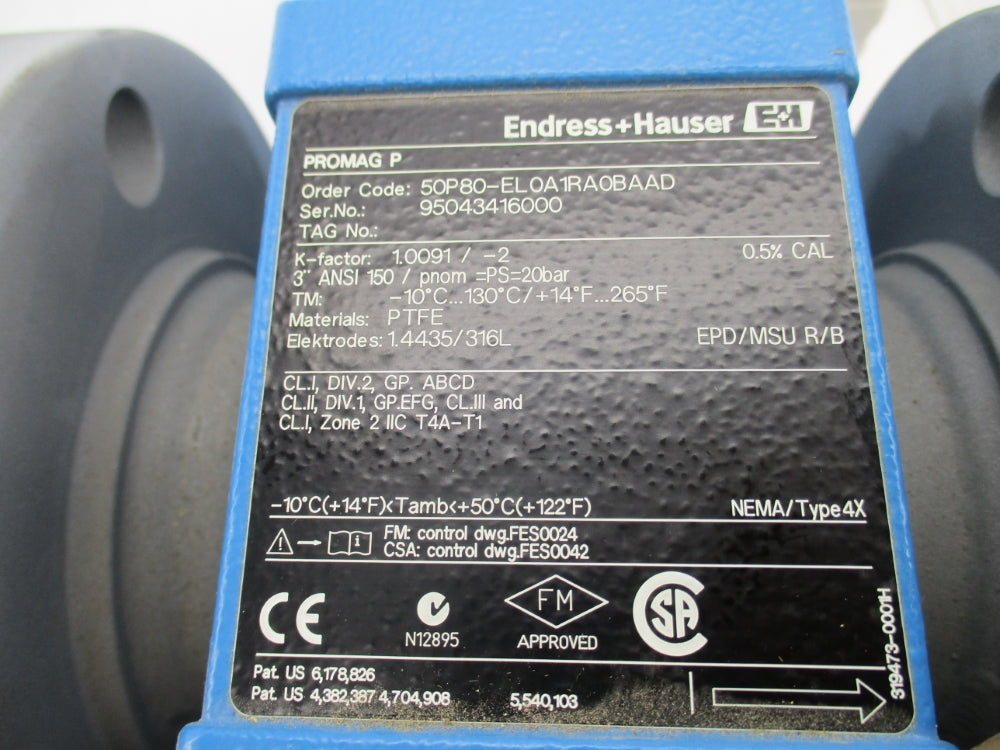 Endress+Hauser E+H
PROMAG P
Order Code: 50P80-EL0A1RA0BAAD
Ser.No.: 95043416000
TAG No.:
K-factor: 1.0091 / -2 0.5% CAL
3" ANSI 150 / pnom =PS=20bar
TM: -10°C...130°C/+14°F...265°F
Materials: PTFE
Elektrodes: 1.4435/316L EPD/MSU R/B
CL.I, DIV.2, GP. ABCD
CL.II, DIV.1, GP.EFG, CL.III and
CL.I, Zone 2 IIC T4A-T1
-10°C(+14°F)<Tamb<+50°C(+122°F) NEMA/Type4X
FM: control dwg.FES0024
CSA: control dwg.FES0042
CE
N12895
FM
APPROVED
CSA
319473-0001H
Pat. US 6,178,826
Pat. US 4,382,387 4,704,908 5,540,103